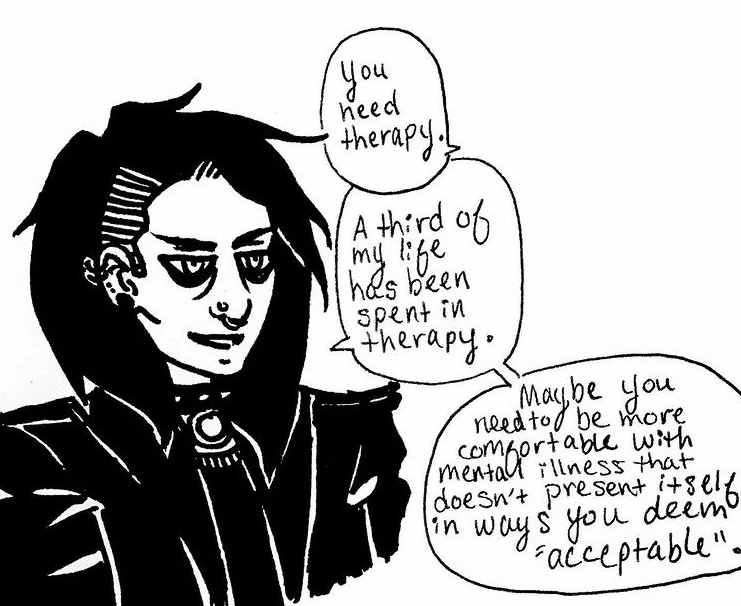 You
need
therapy.
A third of
my life
has been
spent in
therapy.
Maybe you
need to be more
comfortable with
mental illness that
doesn't present itself
in ways you deem
"acceptable".